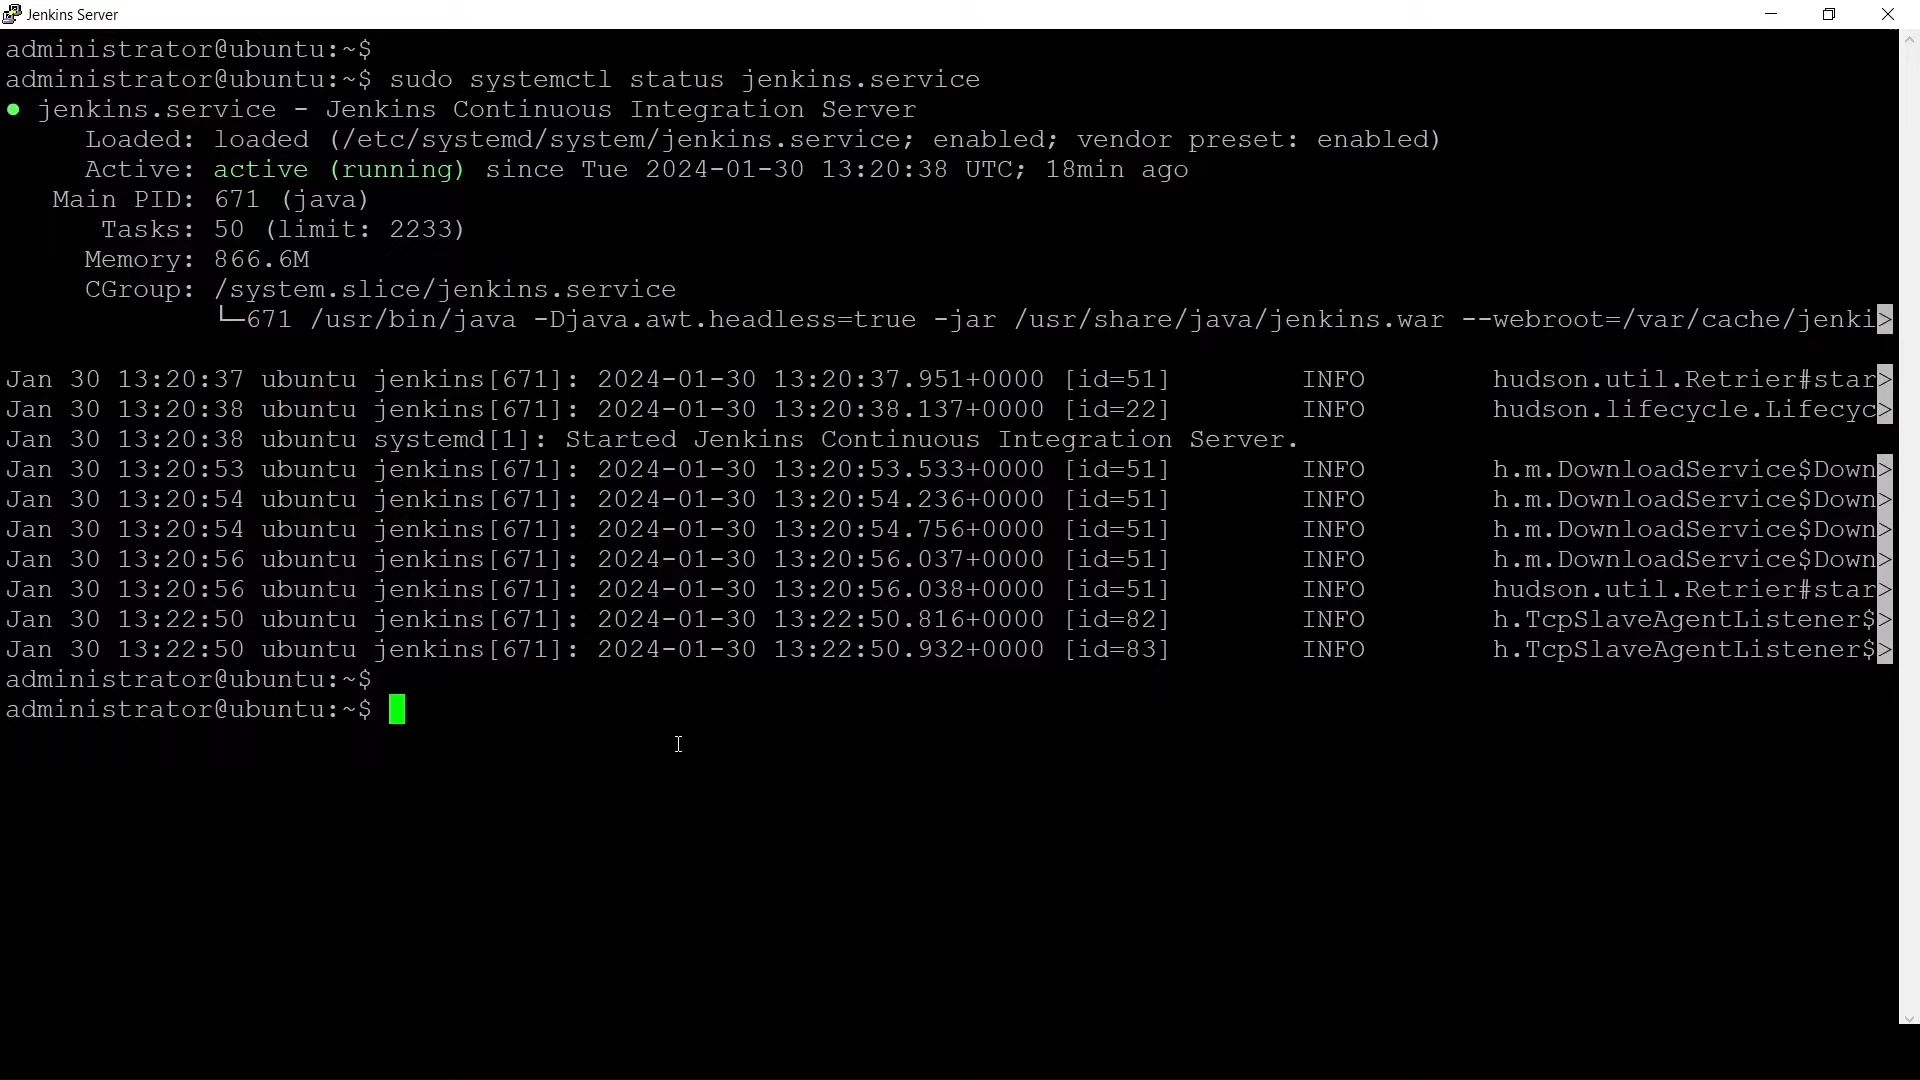 Jenkins Server
administrator@ubuntu:~$
administrator@ubuntu:~$ sudo systemctl status jenkins.service
● jenkins.service - Jenkins Continuous Integration Server
Loaded: loaded (/etc/systemd/system/jenkins.service; enabled; vendor preset: enabled)
Active: active (running) since Tue 2024-01-30 13:20:38 UTC; 18min ago
Main PID: 671 (java)
Tasks: 50 (limit: 2233)
Memory: 866.6M
CGroup: /system.slice/jenkins.service
└─671 /usr/bin/java -Djava.awt.headless=true -jar /usr/share/java/jenkins.war --webroot=/var/cache/jenki>
Jan 30 13:20:37 ubuntu jenkins[671]: 2024-01-30 13:20:37.951+0000 [id=51] INFO hudson.util.Retrier#star>
Jan 30 13:20:38 ubuntu jenkins[671]: 2024-01-30 13:20:38.137+0000 [id=22] INFO hudson.lifecycle.Lifecyc>
Jan 30 13:20:38 ubuntu systemd[1]: Started Jenkins Continuous Integration Server.
Jan 30 13:20:53 ubuntu jenkins[671]: 2024-01-30 13:20:53.533+0000 [id=51] INFO h.m.DownloadService$Down>
Jan 30 13:20:54 ubuntu jenkins[671]: 2024-01-30 13:20:54.236+0000 [id=51] INFO h.m.DownloadService$Down>
Jan 30 13:20:54 ubuntu jenkins[671]: 2024-01-30 13:20:54.756+0000 [id=51] INFO h.m.DownloadService$Down>
Jan 30 13:20:56 ubuntu jenkins[671]: 2024-01-30 13:20:56.037+0000 [id=51] INFO h.m.DownloadService$Down>
Jan 30 13:20:56 ubuntu jenkins[671]: 2024-01-30 13:20:56.038+0000 [id=51] INFO hudson.util.Retrier#star>
Jan 30 13:22:50 ubuntu jenkins[671]: 2024-01-30 13:22:50.816+0000 [id=82] INFO h.TcpSlaveAgentListener$>
Jan 30 13:22:50 ubuntu jenkins[671]: 2024-01-30 13:22:50.932+0000 [id=83] INFO h.TcpSlaveAgentListener$>
administrator@ubuntu:~$
administrator@ubuntu:~$